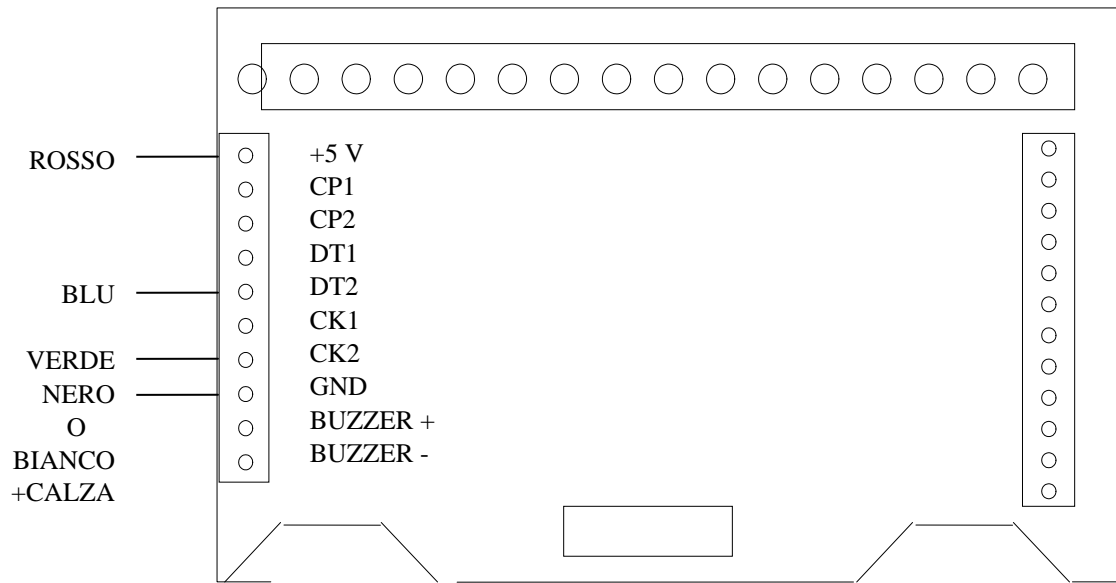 ROSSO +5 V
CP1
CP2
DT1
BLU DT2
CK1
VERDE CK2
NERO GND
O BUZZER +
BIANCO BUZZER -
+CALZA